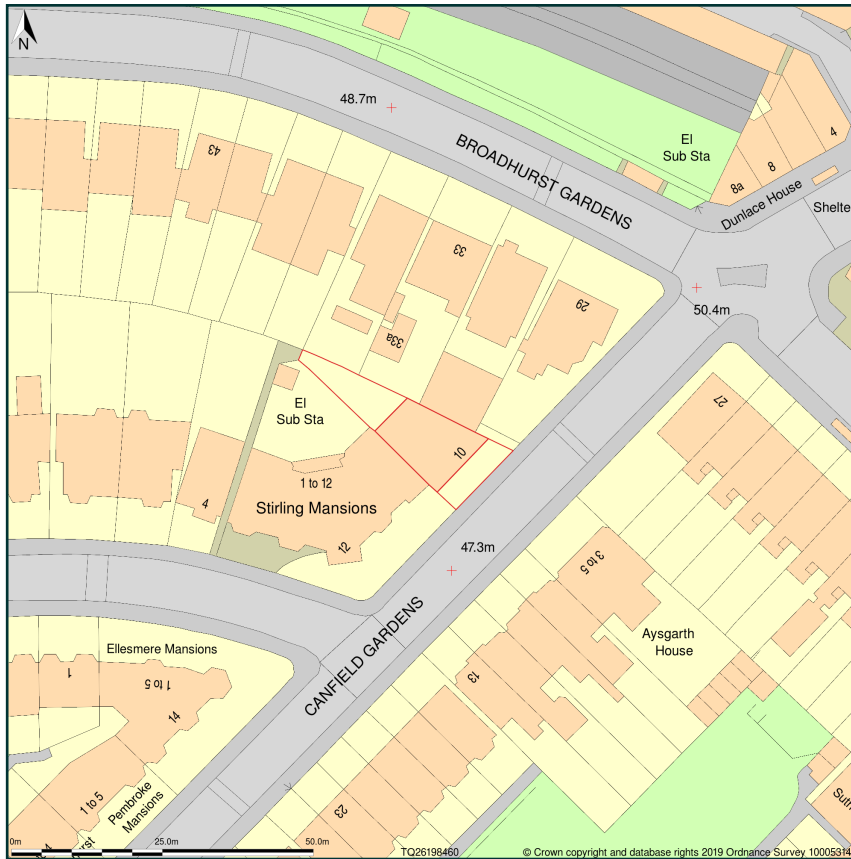 N
48.7m
BROADHURST GARDENS
El
Sub Sta
4
8
8a
Dunlace House
Shelte
43
33
33a
29
50.4m
27
El
Sub Sta
10
1 to 12
Stirling Mansions
4
12
47.3m
3 to 5
Aysgarth
House
CANFIELD GARDENS
13
Ellesmere Mansions
1
1 to 5
14
1 to 5
Pembroke
Mansions
23
0m
25.0m
50.0m
TQ26198460
© Crown copyright and database rights 2019 Ordnance Survey 10005314